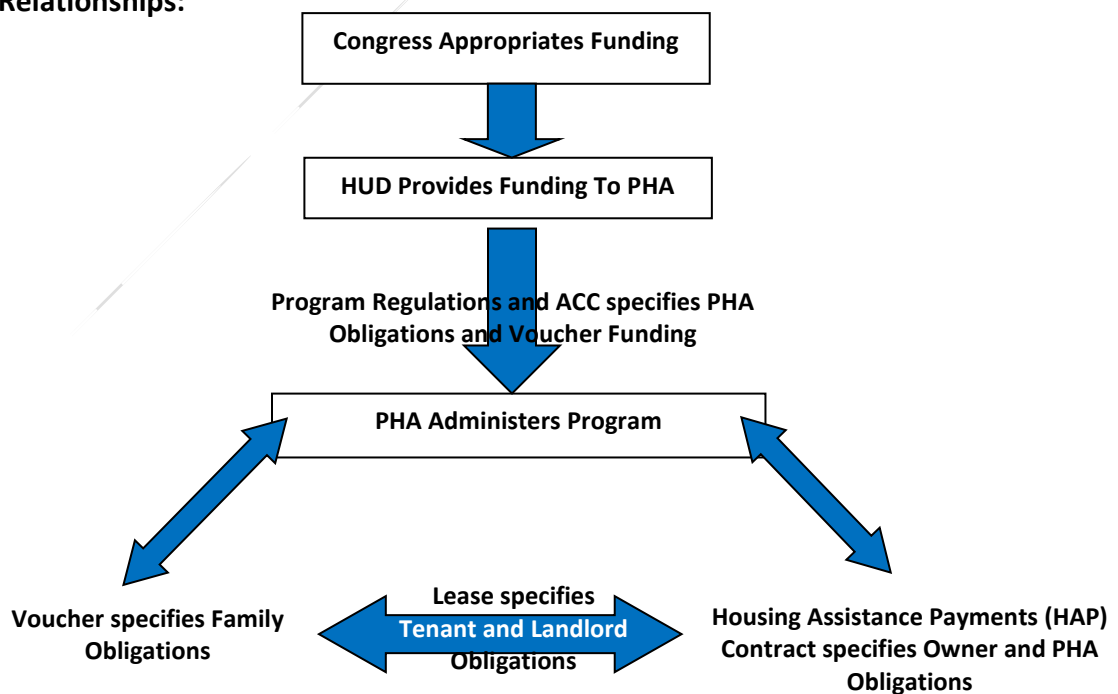 Relationships:
Congress Appropriates Funding
HUD Provides Funding To PHA
Program Regulations and ACC specifies PHA
Obligations and Voucher Funding
PHA Administers Program
Voucher specifies Family
Obligations
Lease specifies
Tenant and Landlord
Obligations
Housing Assistance Payments (HAP)
Contract specifies Owner and PHA
Obligations